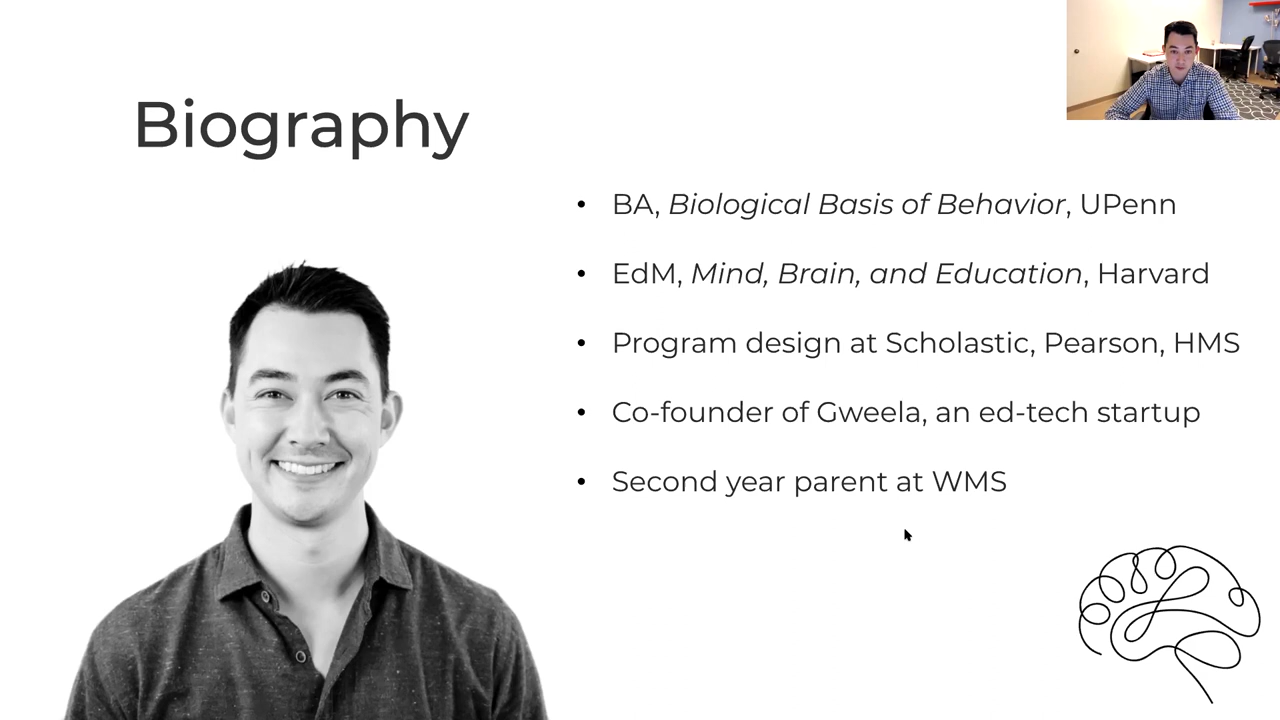 Biography
• BA, Biological Basis of Behavior, UPenn
• EdM, Mind, Brain, and Education, Harvard
• Program design at Scholastic, Pearson, HMS
• Co-founder of Gweela, an ed-tech startup
• Second year parent at WMS